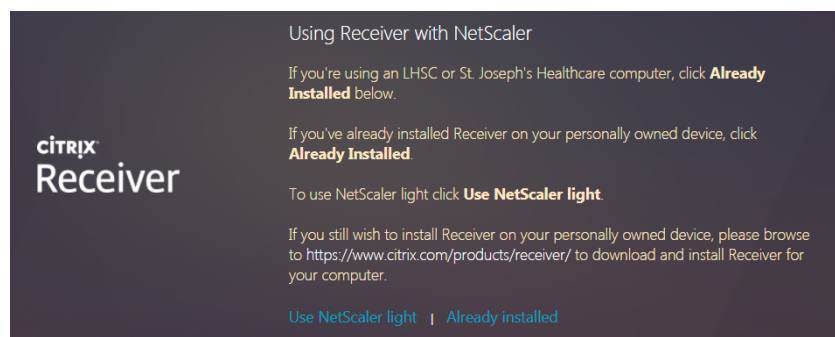 Using Receiver with NetScaler
If you're using an LHSC or St. Joseph's Healthcare computer, click Already
Installed below.
If you've already installed Receiver on your personally owned device, click
Already Installed.
CITRIX
Receiver
To use NetScaler light click Use NetScaler light.
If you still wish to install Receiver on your personally owned device, please browse
to https://www.citrix.com/products/receiver/ to download and install Receiver for
your computer.
Use NetScaler light | Already installed